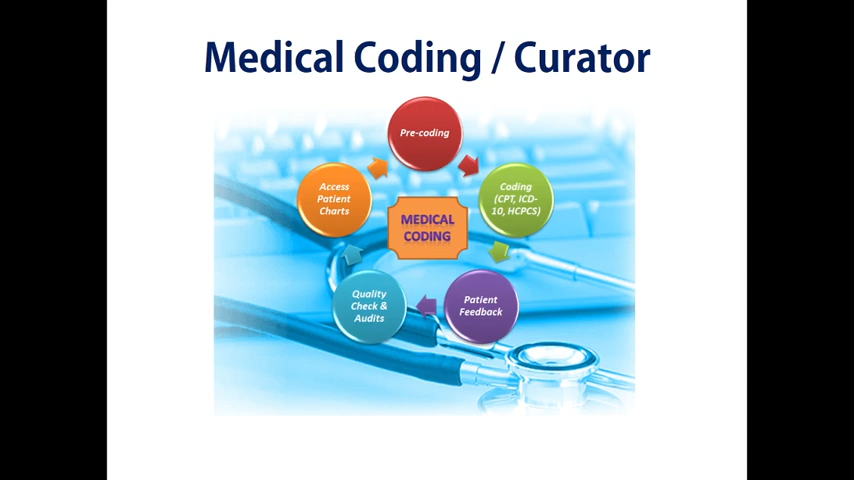 Medical Coding / Curator
Pre-coding
Access
Patient
Charts
Coding
(CPT, ICD-
10, HCPCS)
MEDICAL
CODING
Quality
Check &
Audits
Patient
Feedback